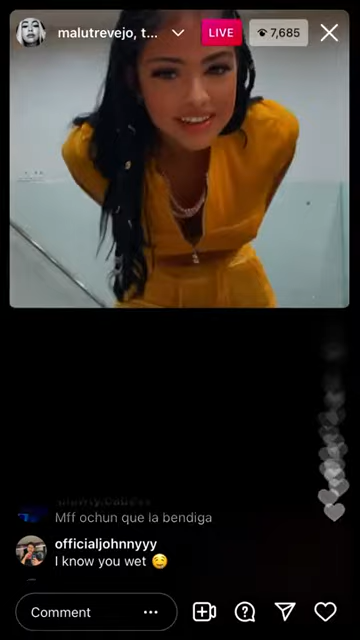 malutrevejo, t...
LIVE
7,685
Mff ochun que la bendiga
officialjohnnyyy
I know you wet 🤤
Comment